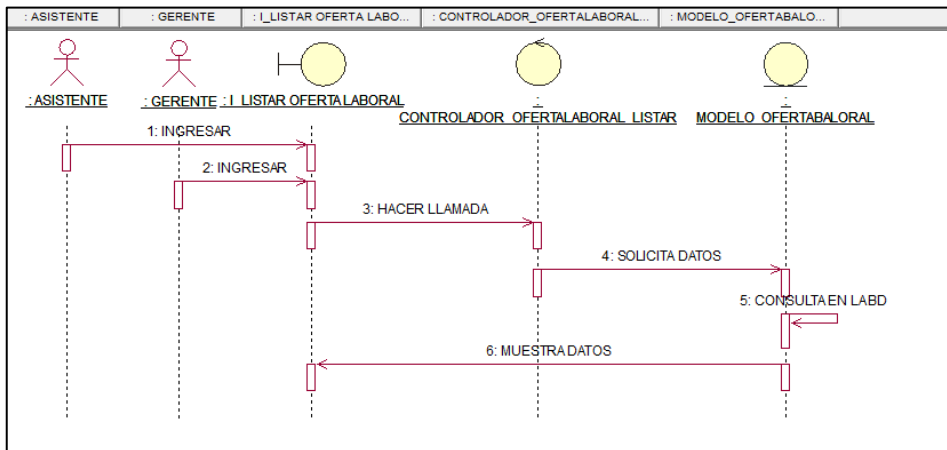 : ASISTENTE
: GERENTE
: I_LISTAR OFERTA LABO...
: CONTROLADOR_OFERTALABORAL...
: MODELO_OFERTABALO...
: ASISTENTE
: GERENTE
: I_LISTAR OFERTA LABORAL
:
CONTROLADOR_OFERTALABORAL_LISTAR
:
MODELO_OFERTABALORAL
1: INGRESAR
2: INGRESAR
3: HACER LLAMADA
4: SOLICITA DATOS
5: CONSULTA EN LABD
6: MUESTRA DATOS